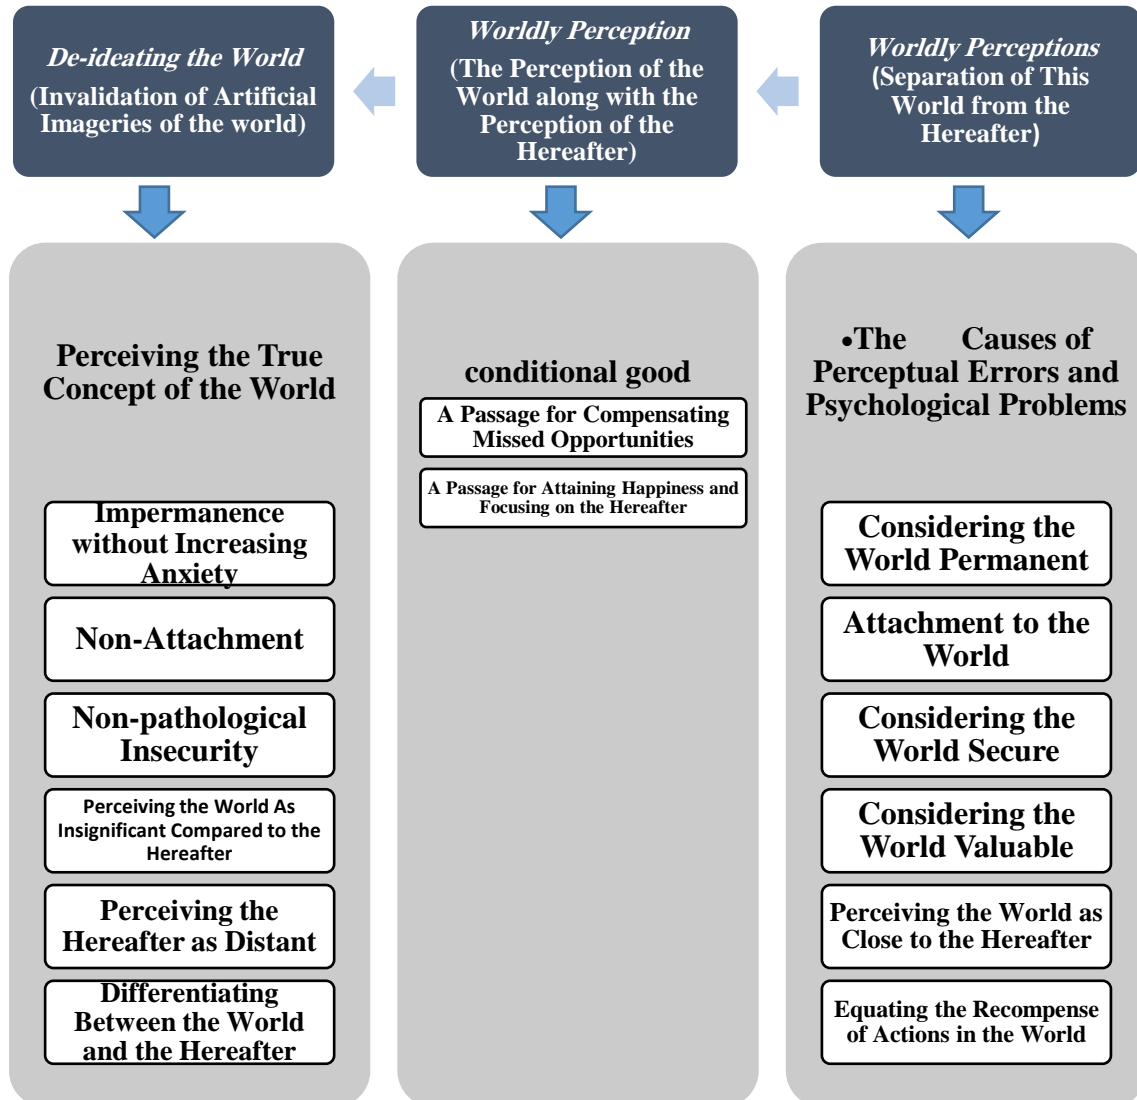 De-ideating the World
(Invalidation of Artificial
Imageries of the world)
Worldly Perception
(The Perception of the
World along with the
Perception of the
Hereafter)
Worldly Perceptions
(Separation of This
World from the
Hereafter)
Perceiving the True
Concept of the World
Impermanence
without Increasing
Anxiety
Non-Attachment
Non-pathological
Insecurity
Perceiving the World As
Insignificant Compared to the
Hereafter
Perceiving the
Hereafter as Distant
Differentiating
Between the World
and the Hereafter
conditional good
A Passage for Compensating
Missed Opportunities
A Passage for Attaining Happiness and
Focusing on the Hereafter
•The Causes of
Perceptual Errors and
Psychological Problems
Considering the
World Permanent
Attachment to the
World
Considering the
World Secure
Considering the
World Valuable
Perceiving the World as
Close to the Hereafter
Equating the Recompense
of Actions in the World